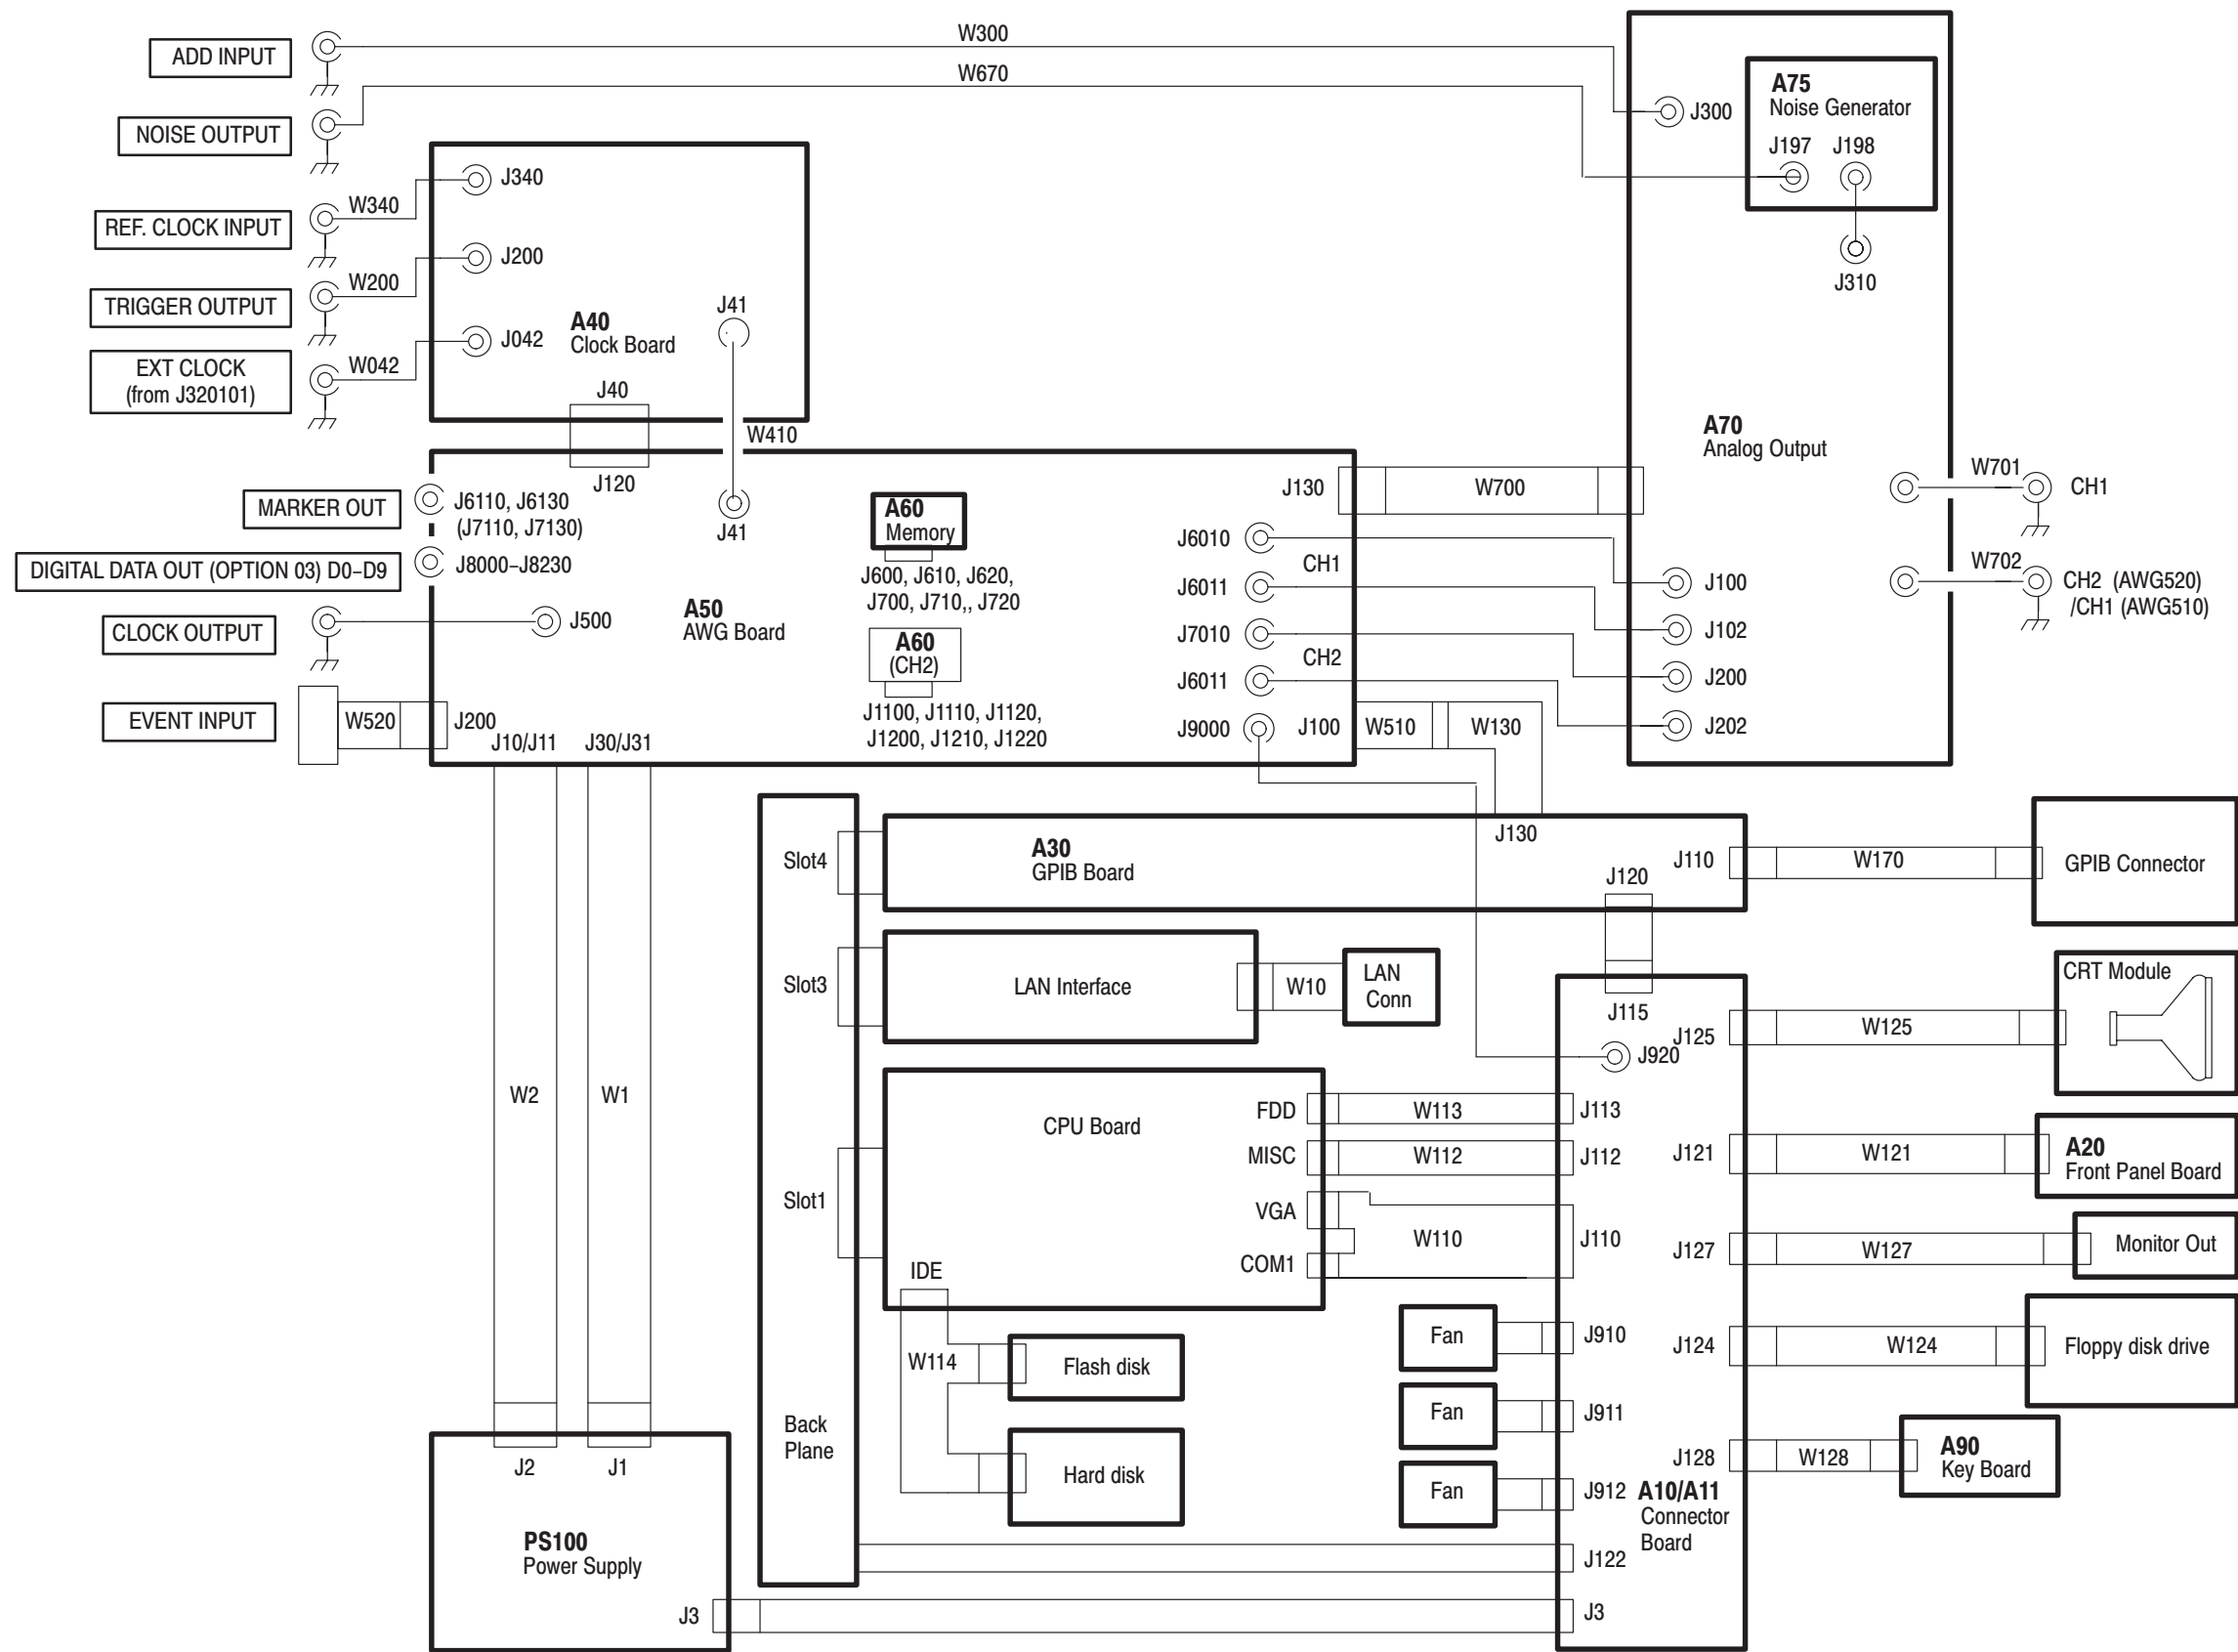 ADD INPUT
W300
W670
NOISE OUTPUT
A75
Noise Generator
J300
J197
J198
J310
J340
W340
REF. CLOCK INPUT
J200
W200
TRIGGER OUTPUT
J042
W042
EXT CLOCK
(from J320101)
A40
Clock Board
J41
J40
W410
A70
Analog Output
J120
J41
MARKER OUT
J6110, J6130
(J7110, J7130)
DIGITAL DATA OUT (OPTION 03) D0–D9
J8000–J8230
CLOCK OUTPUT
J500
A50
AWG Board
A60
Memory
J600, J610, J620,
J700, J710,, J720
A60
(CH2)
J1100, J1110, J1120,
J1200, J1210, J1220
J130
W700
J6010
CH1
J6011
J7010
CH2
J6011
J9000
J100
W510
W130
J100
J102
J200
J202
W701
CH1
W702
CH2 (AWG520)
/CH1 (AWG510)
EVENT INPUT
W520
J200
J10/J11
J30/J31
Slot4
A30
GPIB Board
J130
J110
W170
GPIB Connector
J120
Slot3
LAN Interface
W10
LAN
Conn
J115
J125
W125
CRT Module
J920
W2
W1
CPU Board
FDD
W113
J113
MISC
W112
J112
J121
W121
A20
Front Panel Board
Slot1
VGA
W110
J110
COM1
J127
W127
Monitor Out
IDE
W114
Flash disk
Fan
J910
J124
W124
Floppy disk drive
Back
Plane
Fan
J911
Hard disk
J128
W128
A90
Key Board
Fan
J912
A10/A11
Connector
Board
J2
J1
PS100
Power Supply
J122
J3
J3